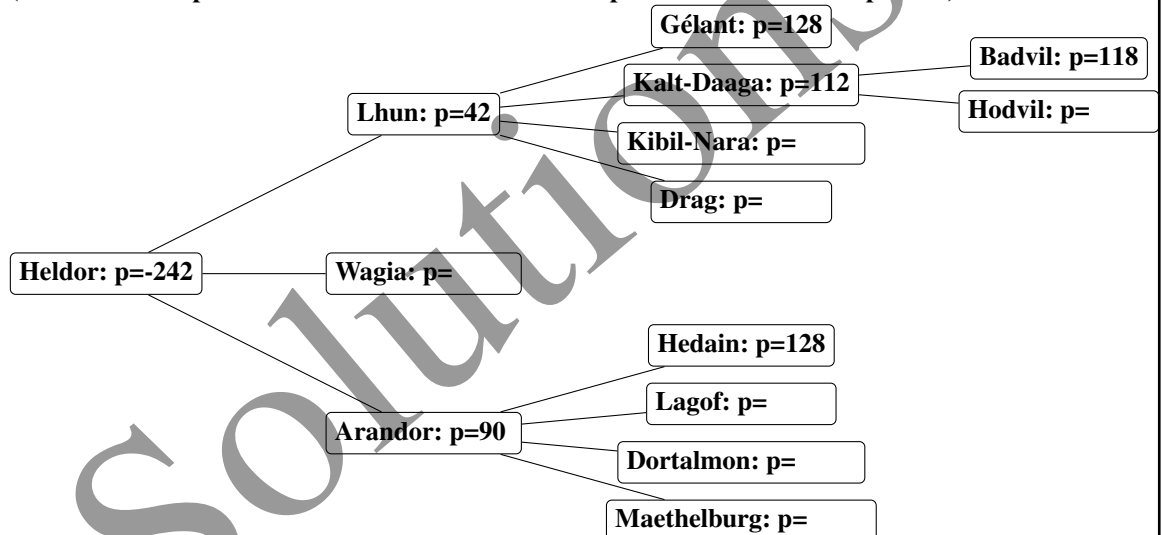 Gélant: p=128
Badvil: p=118
Kalt-Daaga: p=112
Lhun: p=42
Hodvil: p=
Kibil-Nara: p=
Drag: p=
Heldor: p=-242
Wagia: p=
Hedain: p=128
Lagof: p=
Arandor: p=90
Dortalmon: p=
Maethelburg: p=
Solutions